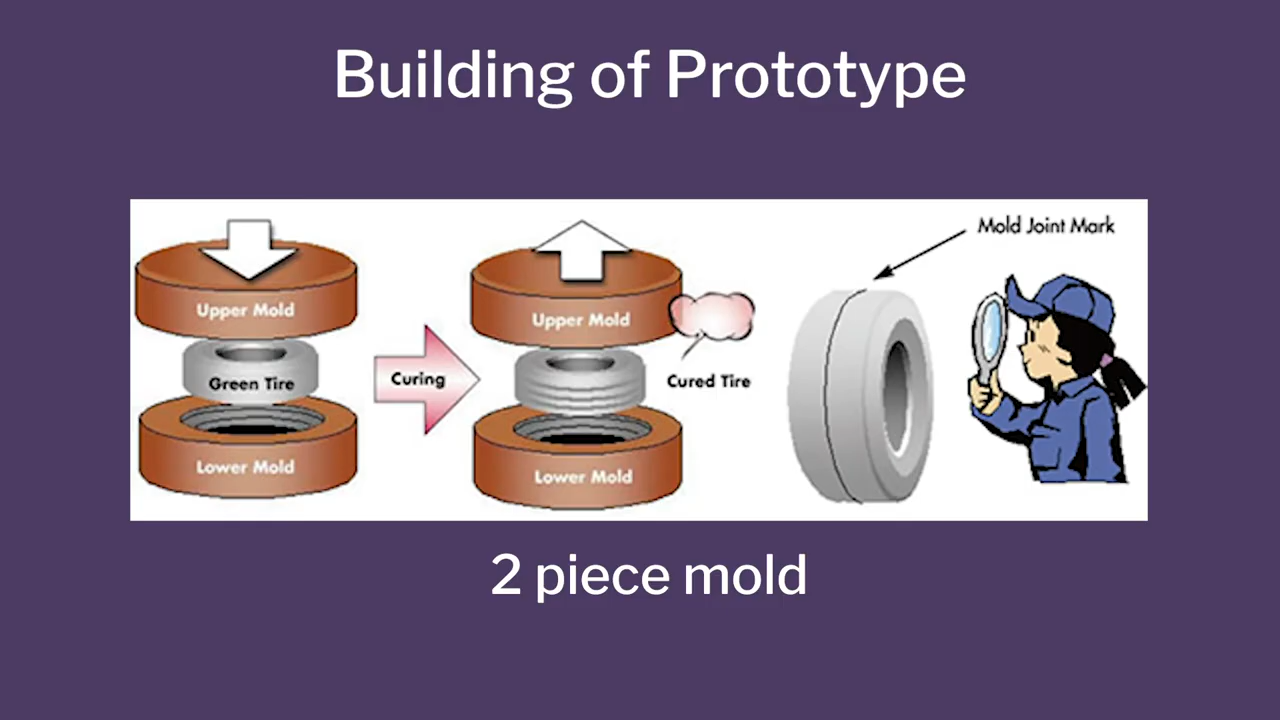 Building of Prototype
Mold Joint Mark
Upper Mold
Green Tire
Lower Mold
Curing
Upper Mold
Cured Tire
Lower Mold
2 piece mold